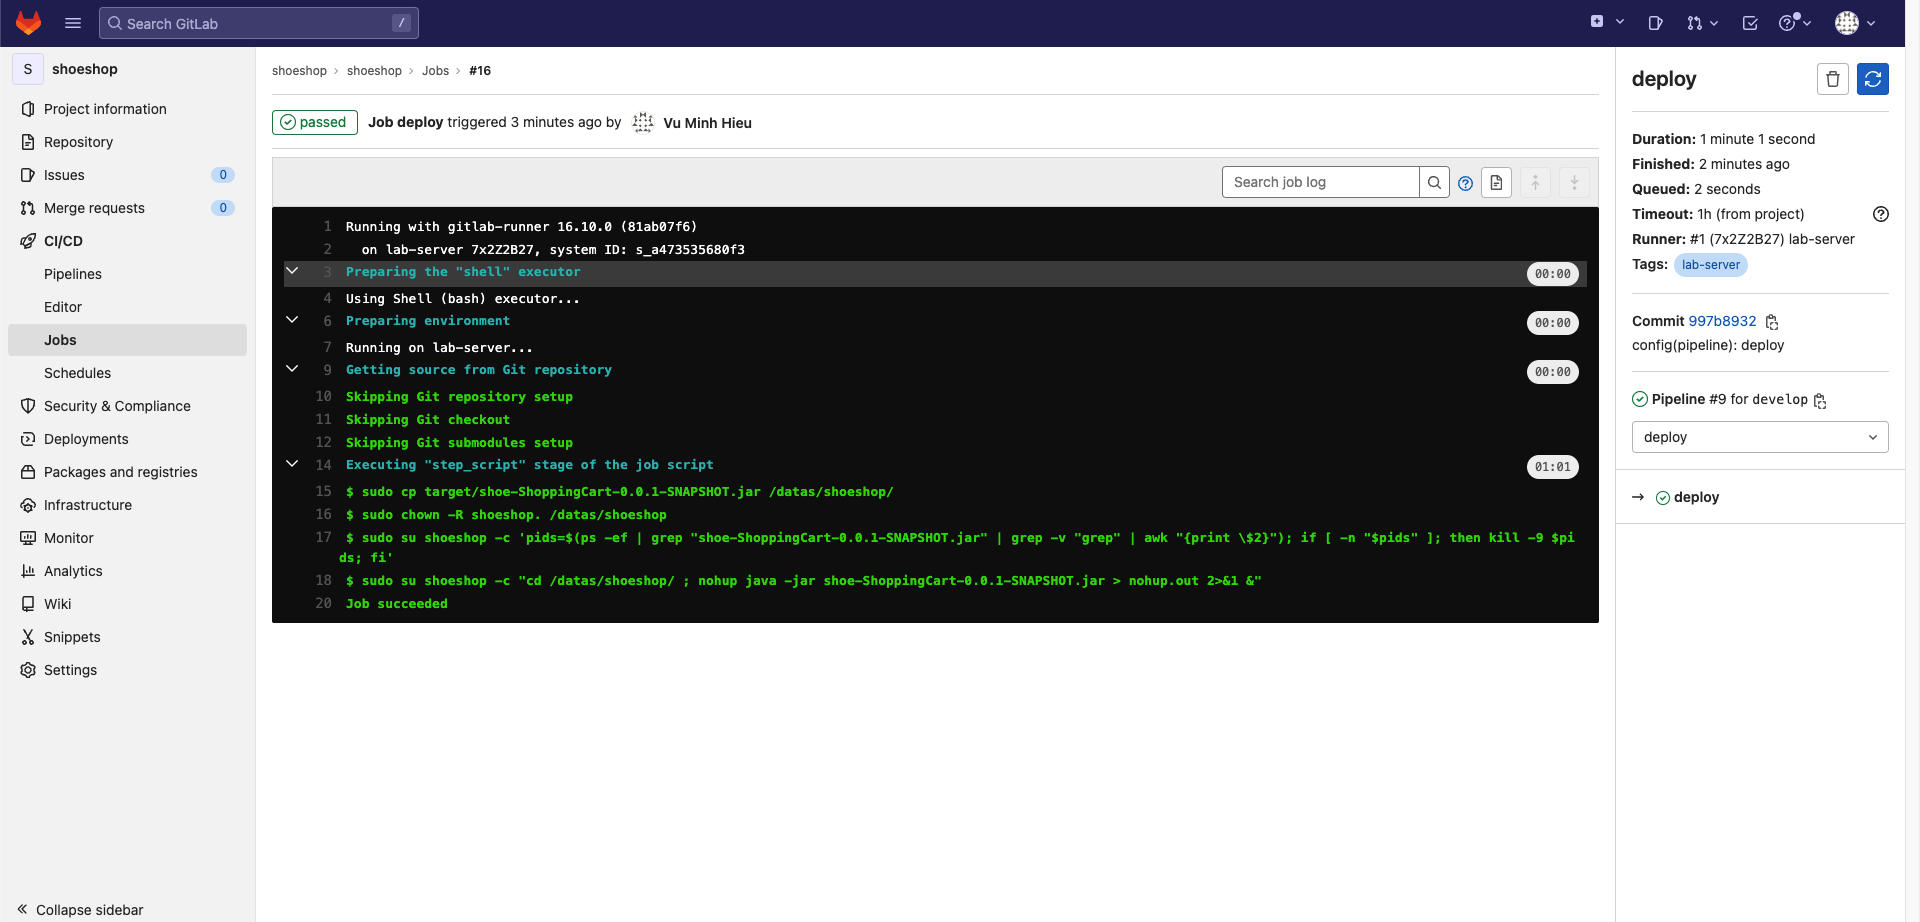 Search GitLab
/
S shoeshop
Project information
Repository
Issues 0
Merge requests 0
CI/CD
Pipelines
Editor
Jobs
Schedules
Security & Compliance
Deployments
Packages and registries
Infrastructure
Monitor
Analytics
Wiki
Snippets
Settings
Collapse sidebar
shoeshop › shoeshop › Jobs › #16
passed Job deploy triggered 3 minutes ago by Vu Minh Hieu
Search job log
1 Running with gitlab-runner 16.10.0 (81ab07f6)
2 on lab-server 7x2Z2B27, system ID: s_a473535680f3
3 Preparing the "shell" executor 00:00
4 Using Shell (bash) executor...
6 Preparing environment 00:00
7 Running on lab-server...
9 Getting source from Git repository 00:00
10 Skipping Git repository setup
11 Skipping Git checkout
12 Skipping Git submodules setup
14 Executing "step_script" stage of the job script 01:01
15 $ sudo cp target/shoe-ShoppingCart-0.0.1-SNAPSHOT.jar /datas/shoeshop/
16 $ sudo chown -R shoeshop. /datas/shoeshop
17 $ sudo su shoeshop -c 'pids=$(ps -ef | grep "shoe-ShoppingCart-0.0.1-SNAPSHOT.jar" | grep -v "grep" | awk "{print \$2}"); if [ -n "$pids" ]; then kill -9 $pi
ds; fi'
18 $ sudo su shoeshop -c "cd /datas/shoeshop/ ; nohup java -jar shoe-ShoppingCart-0.0.1-SNAPSHOT.jar > nohup.out 2>&1 &"
20 Job succeeded
deploy
Duration: 1 minute 1 second
Finished: 2 minutes ago
Queued: 2 seconds
Timeout: 1h (from project)
Runner: #1 (7x2Z2B27) lab-server
Tags: lab-server
Commit 997b8932
config(pipeline): deploy
Pipeline #9 for develop
deploy
→ deploy